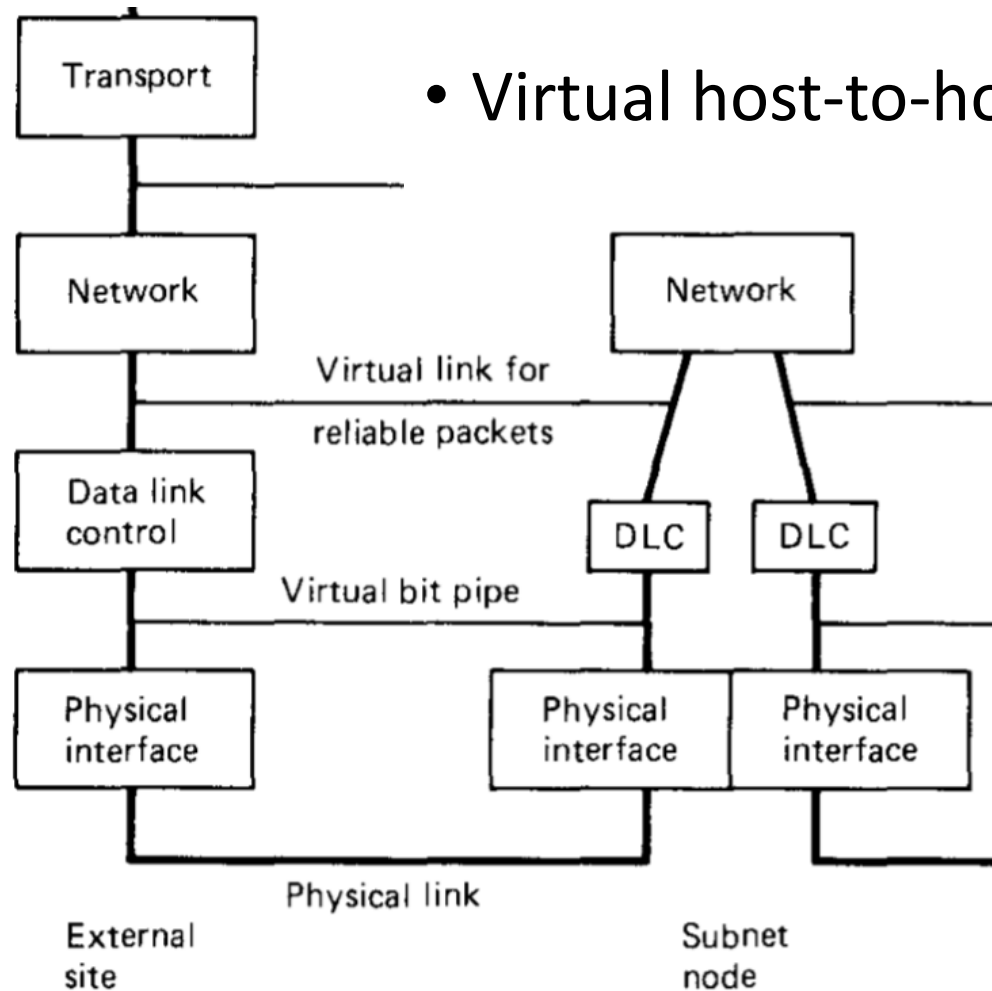 Transport
• Virtual host-to-ho
Network
Network
Virtual link for
reliable packets
Data link
control
DLC
DLC
Virtual bit pipe
Physical
interface
Physical
interface
Physical
interface
Physical link
External
site
Subnet
node